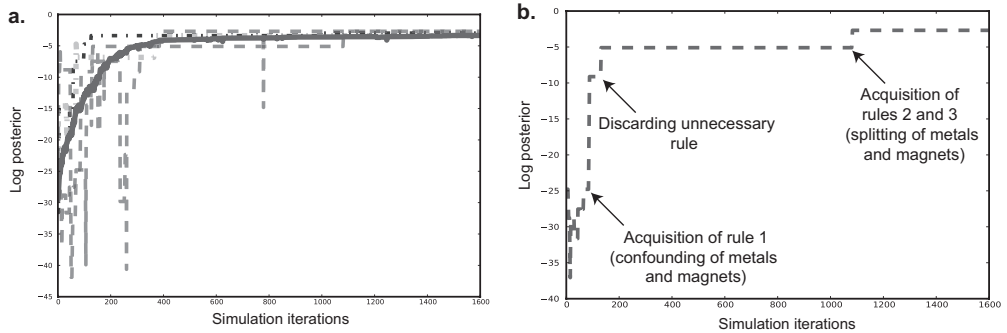 a.
Log posterior
0
−5
−10
−15
−20
−25
−30
−35
−40
−45
0 200 400 600 800 1000 1200 1400 1600
Simulation iterations
b.
Log posterior
0
−5
−10
−15
−20
−25
−30
−35
−40
0 200 400 600 800 1000 1200 1400 1600
Simulation iterations
Discarding unnecessary
rule
Acquisition of
rules 2 and 3
(splitting of metals
and magnets)
Acquisition of rule 1
(confounding of metals
and magnets)